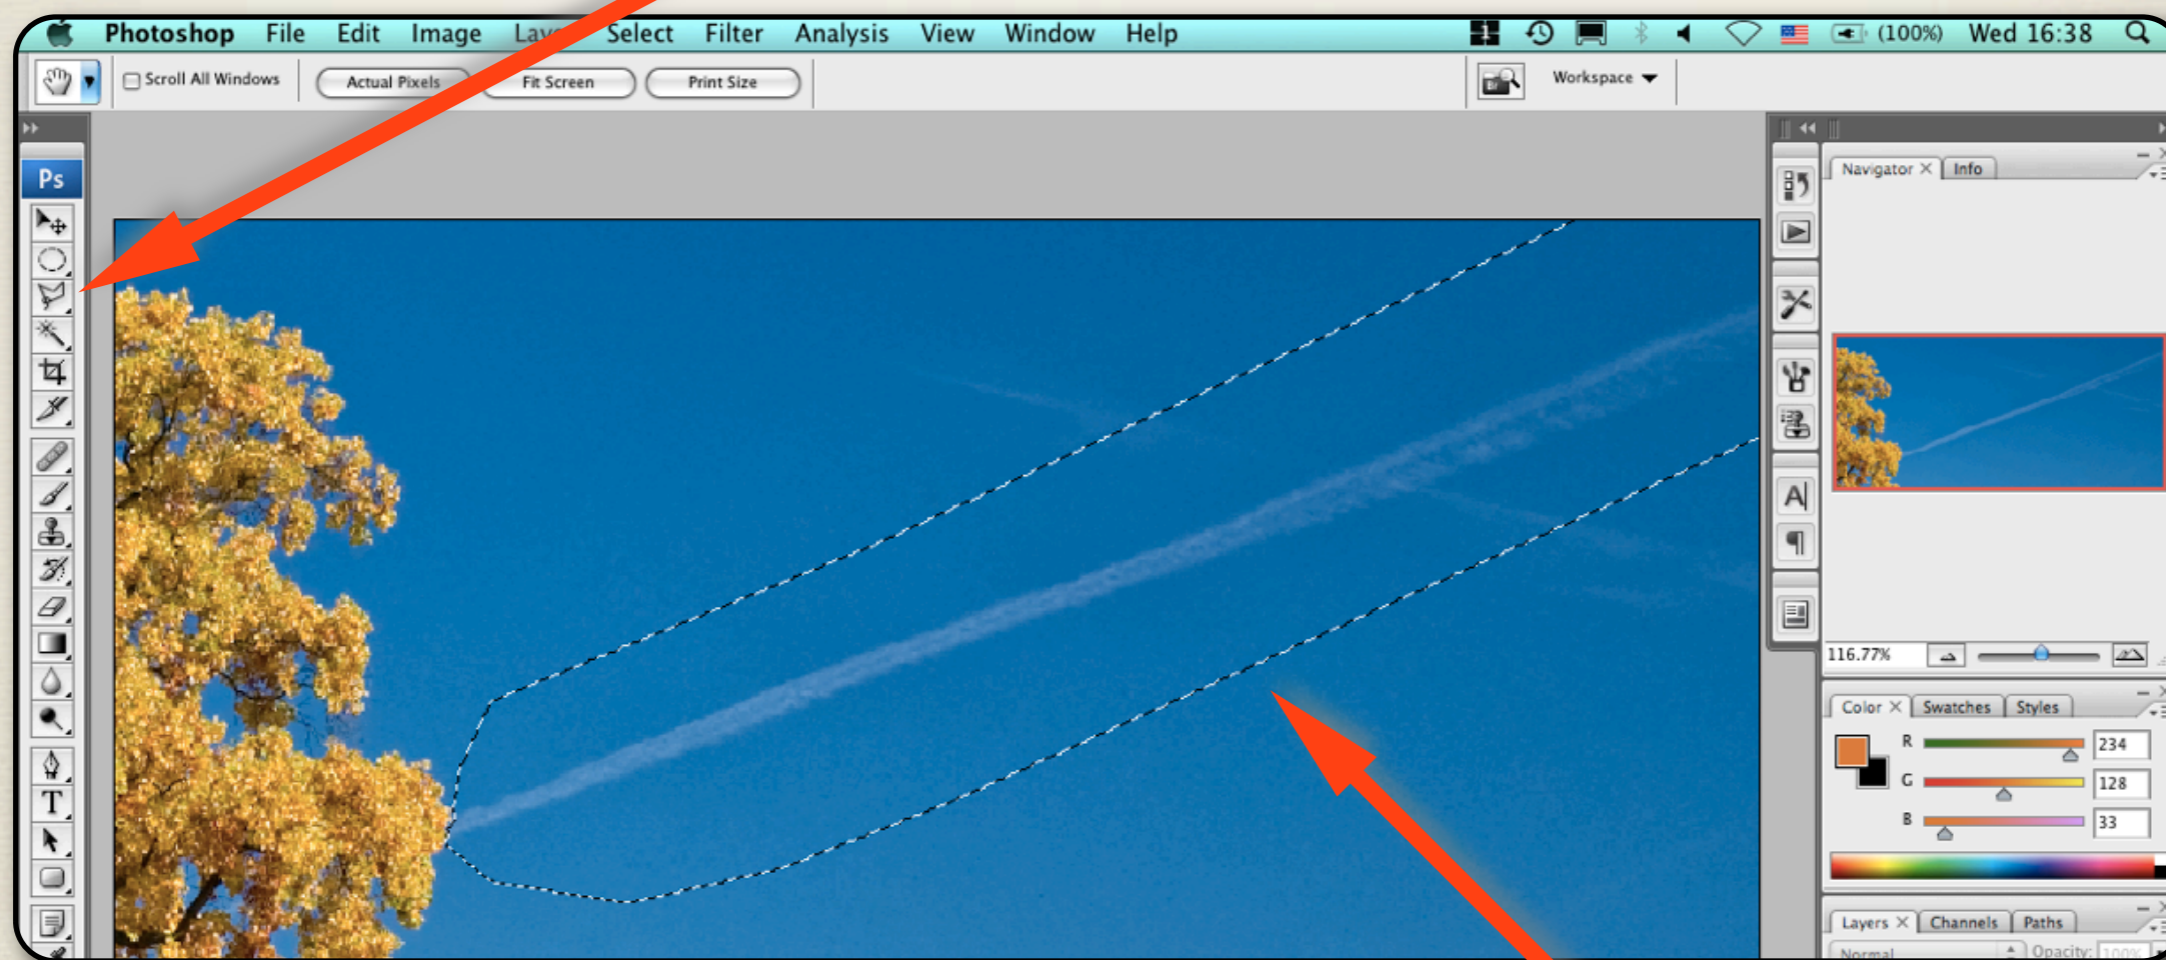 Photoshop File Edit Image Select Filter Analysis View Window Help (100%) Wed 16:38
Scroll All Windows Actual Pixels Fit Screen Print Size Workspace
Ps
Navigator Info
A
T
116.77%
Color Swatches Styles
R 234
G 128
B 33
Layers Channels Paths
Normal Opacity: 100%